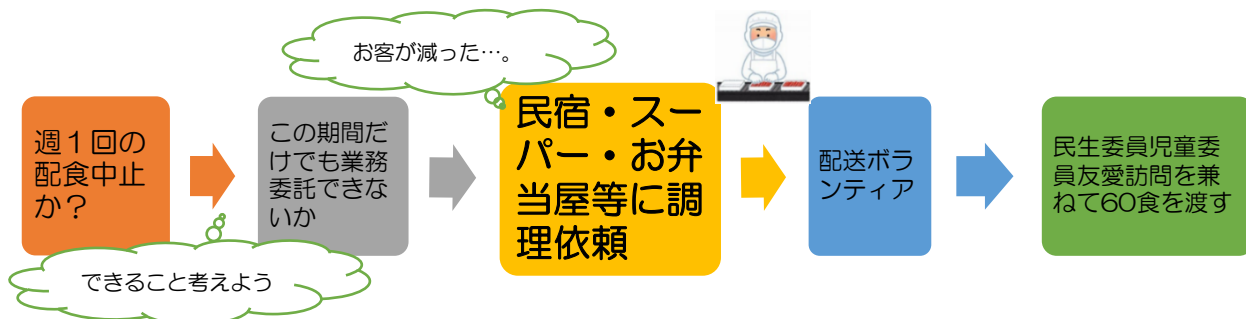 お客が減った…。
週１回の
配食中止
か？
この期間だ
けでも業務
委託できな
いか
民宿・スー
パー・お弁
当屋等に調
理依頼
配送ボラ
ンティア
民生委員児童委
員友愛訪問を兼
ねて60食を渡す
できること考えよう